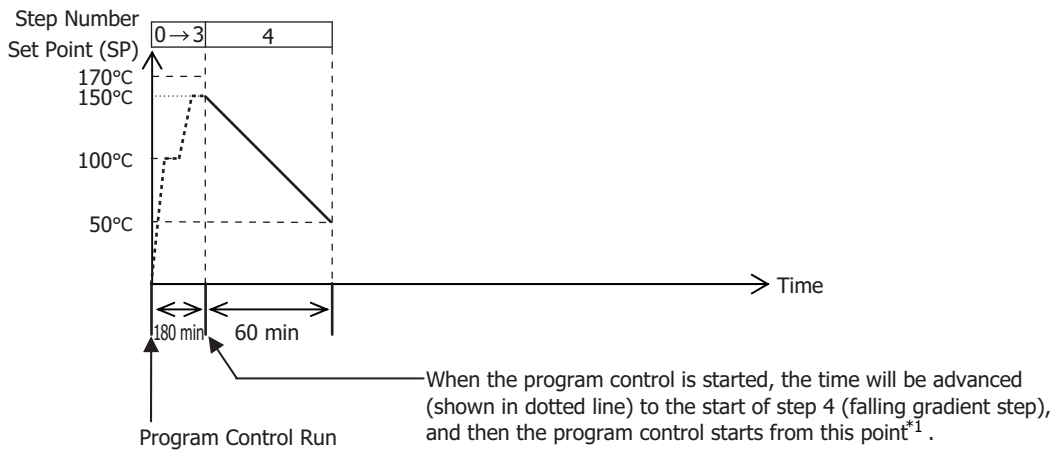 Step Number
0→3 4
Set Point (SP)
170°C
150°C
100°C
50°C
Time
180 min 60 min
When the program control is started, the time will be advanced
(shown in dotted line) to the start of step 4 (falling gradient step),
and then the program control starts from this point*1 .
Program Control Run